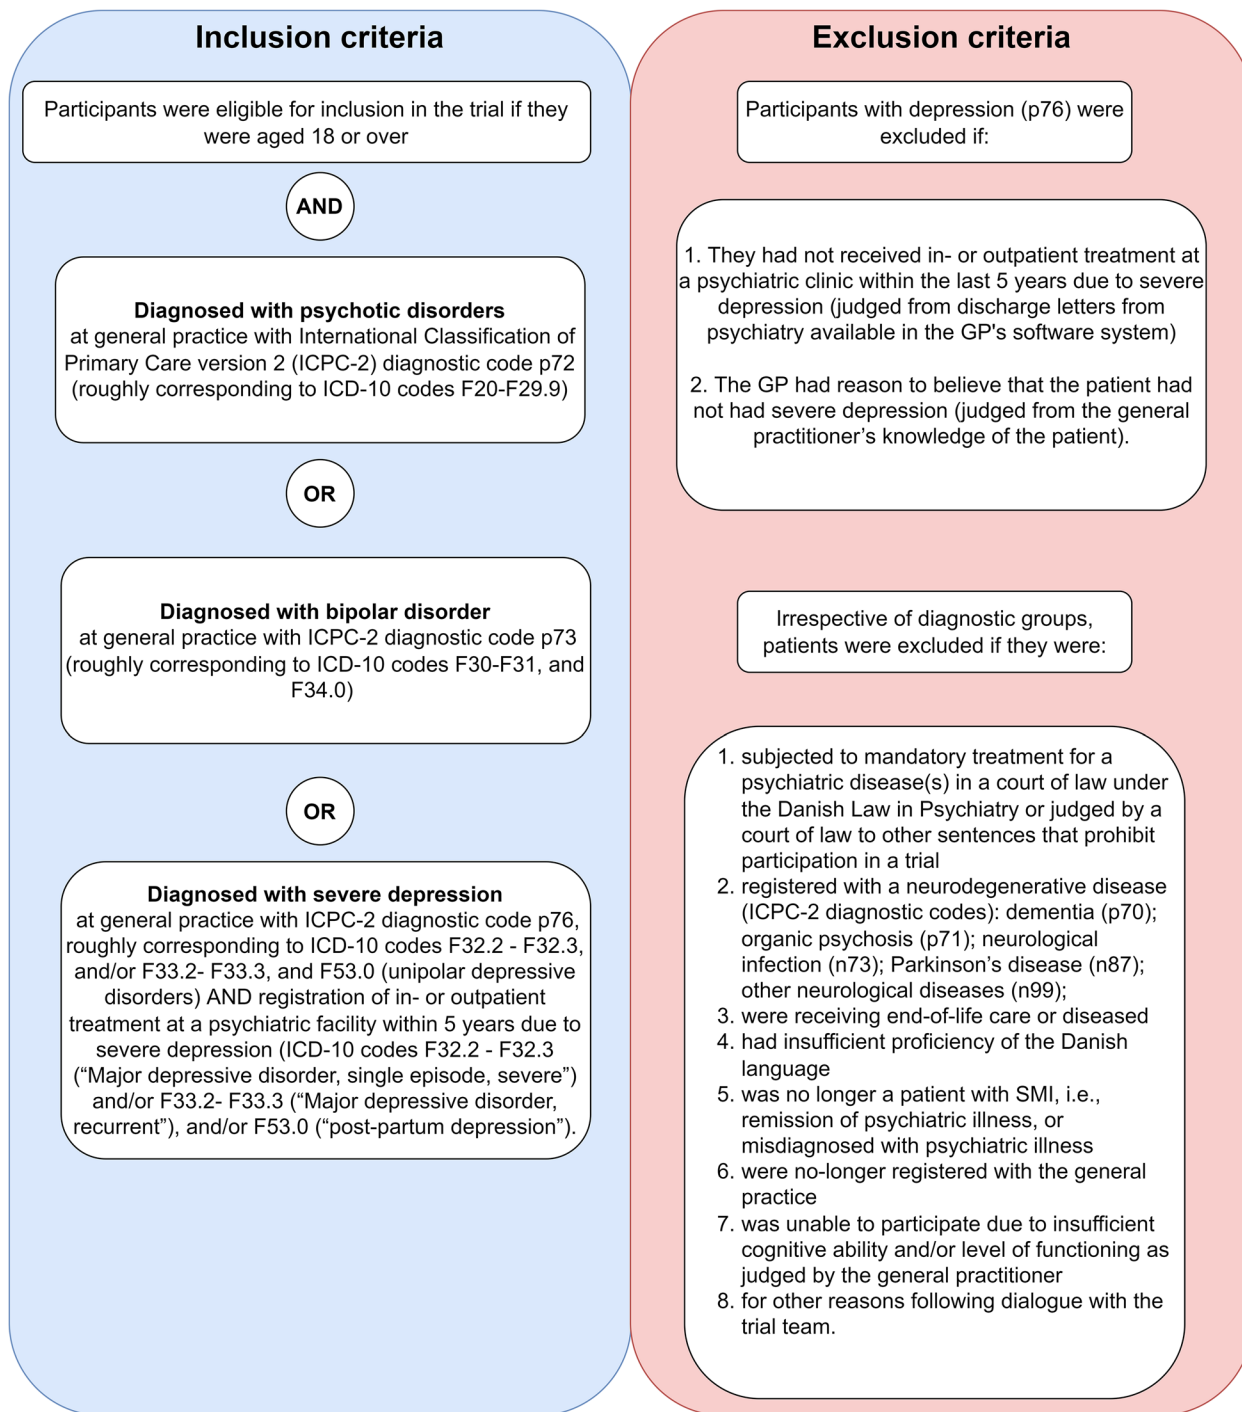 Inclusion criteria
Participants were eligible for inclusion in the trial if they
were aged 18 or over
AND
Diagnosed with psychotic disorders
at general practice with International Classification of
Primary Care version 2 (ICPC-2) diagnostic code p72
(roughly corresponding to ICD-10 codes F20-F29.9)
OR
Diagnosed with bipolar disorder
at general practice with ICPC-2 diagnostic code p73
(roughly corresponding to ICD-10 codes F30-F31, and
F34.0)
OR
Diagnosed with severe depression
at general practice with ICPC-2 diagnostic code p76,
roughly corresponding to ICD-10 codes F32.2 - F32.3,
and/or F33.2- F33.3, and F53.0 (unipolar depressive
disorders) AND registration of in- or outpatient
treatment at a psychiatric facility within 5 years due to
severe depression (ICD-10 codes F32.2 - F32.3
(“Major depressive disorder, single episode, severe”)
and/or F33.2- F33.3 (“Major depressive disorder,
recurrent”), and/or F53.0 (“post-partum depression”).
Exclusion criteria
Participants with depression (p76) were
excluded if:
1. They had not received in- or outpatient treatment at
a psychiatric clinic within the last 5 years due to severe
depression (judged from discharge letters from
psychiatry available in the GP's software system)
2. The GP had reason to believe that the patient had
not had severe depression (judged from the general
practitioner’s knowledge of the patient).
Irrespective of diagnostic groups,
patients were excluded if they were:
1. subjected to mandatory treatment for a
psychiatric disease(s) in a court of law under
the Danish Law in Psychiatry or judged by a
court of law to other sentences that prohibit
participation in a trial
2. registered with a neurodegenerative disease
(ICPC-2 diagnostic codes): dementia (p70);
organic psychosis (p71); neurological
infection (n73); Parkinson’s disease (n87);
other neurological diseases (n99);
3. were receiving end-of-life care or diseased
4. had insufficient proficiency of the Danish
language
5. was no longer a patient with SMI, i.e.,
remission of psychiatric illness, or
misdiagnosed with psychiatric illness
6. were no-longer registered with the general
practice
7. was unable to participate due to insufficient
cognitive ability and/or level of functioning as
judged by the general practitioner
8. for other reasons following dialogue with the
trial team.